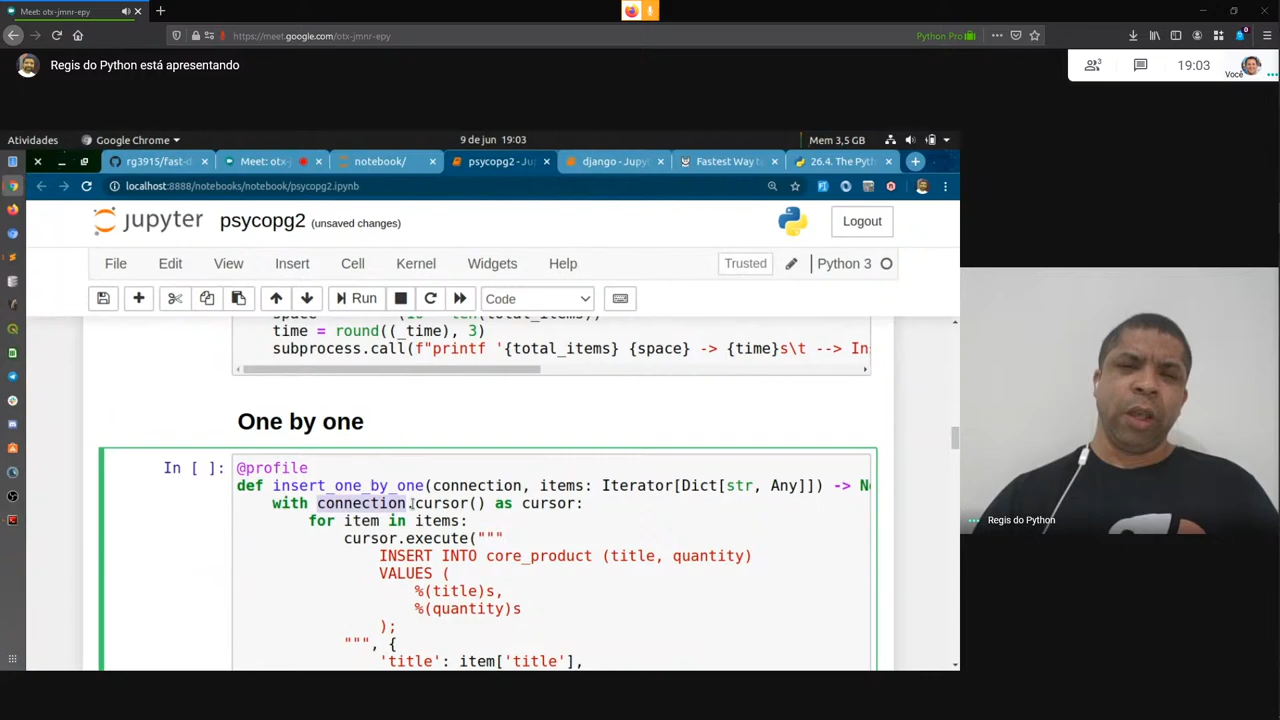 Meet: otx-jmnr-epy
https://meet.google.com/otx-jmnr-epy
Python Pro
Regis do Python está apresentando
3
19:03
Você
Atividades
Google Chrome
9 de jun 19:03
Mem 3,5 GB
rg3915/fast-d
Meet: otx-
notebook/
psycopg2 - Ju
django - Jupyt
Fastest Way to
26.4. The Pyth
localhost:8888/notebooks/notebook/psycopg2.ipynb
jupyter
psycopg2 (unsaved changes)
Logout
File Edit View Insert Cell Kernel Widgets Help
Trusted
Python 3
Run
Code
time = round((_time), 3)
subprocess.call(f"printf '{total_items} {space} -> {time}s\t --> In
One by one
In [ ]:
@profile
def insert_one_by_one(connection, items: Iterator[Dict[str, Any]]) -> N
with connection.cursor() as cursor:
for item in items:
cursor.execute("""
INSERT INTO core_product (title, quantity)
VALUES (
%(title)s,
%(quantity)s
);
""", {
'title': item['title'],
Regis do Python